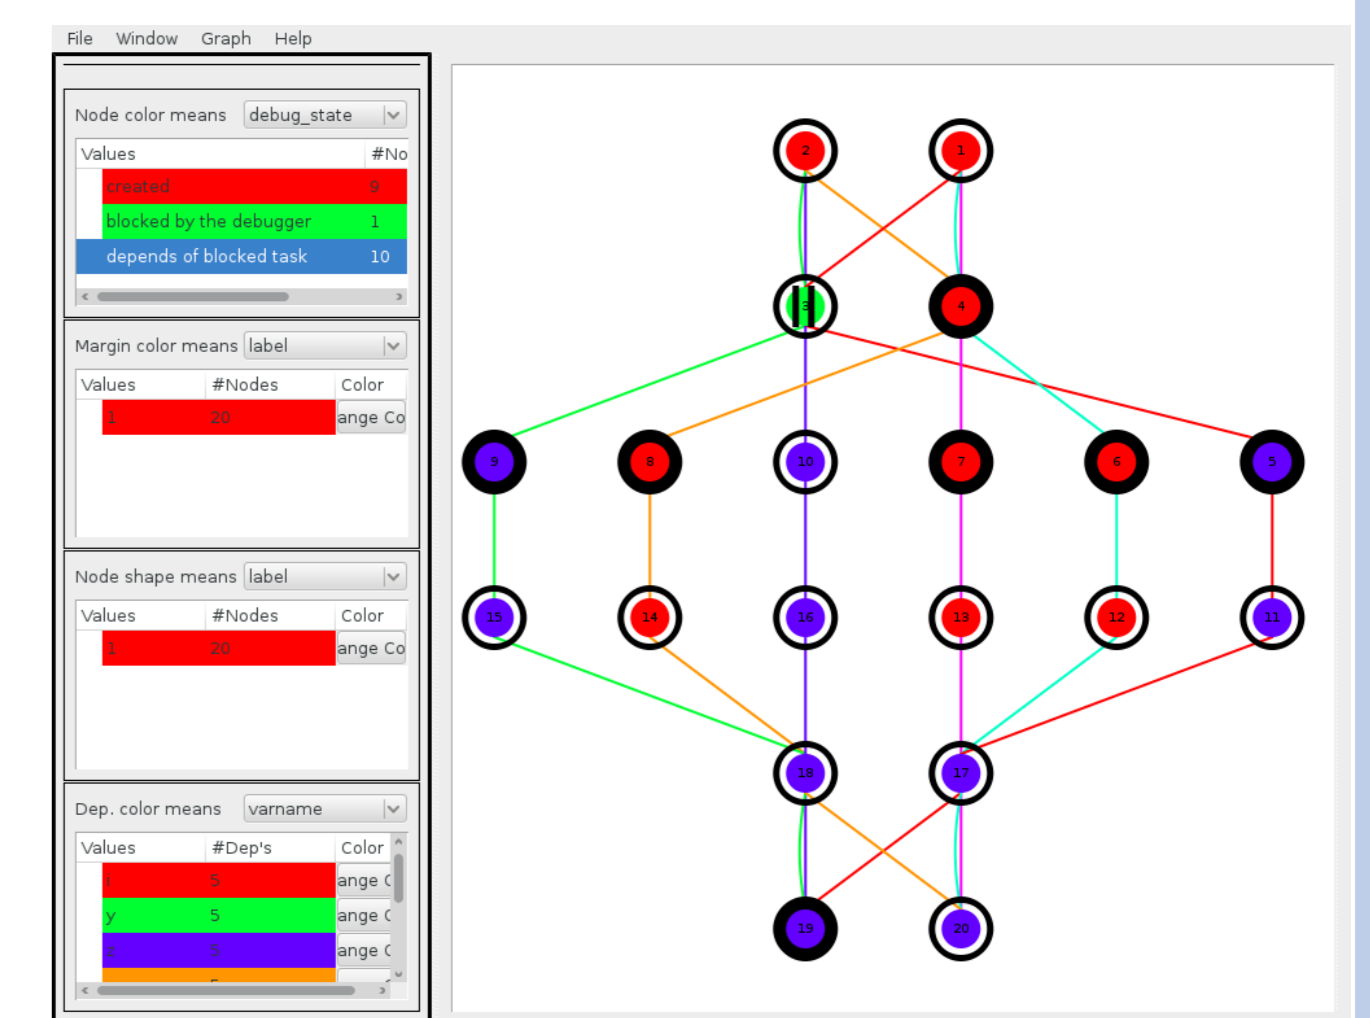 File Window Graph Help
Node color means debug_state
Values #No
created 9
blocked by the debugger 1
depends of blocked task 10
Margin color means label
Values #Nodes Color
1 20 ange Co
Node shape means label
Values #Nodes Color
1 20 ange Co
Dep. color means varname
Values #Dep's Color
i 5 ange C
y 5 ange C
z 5 ange C
2 1
3 4
9 8 10 7 6 5
15 14 16 13 12 11
18 17
19 20